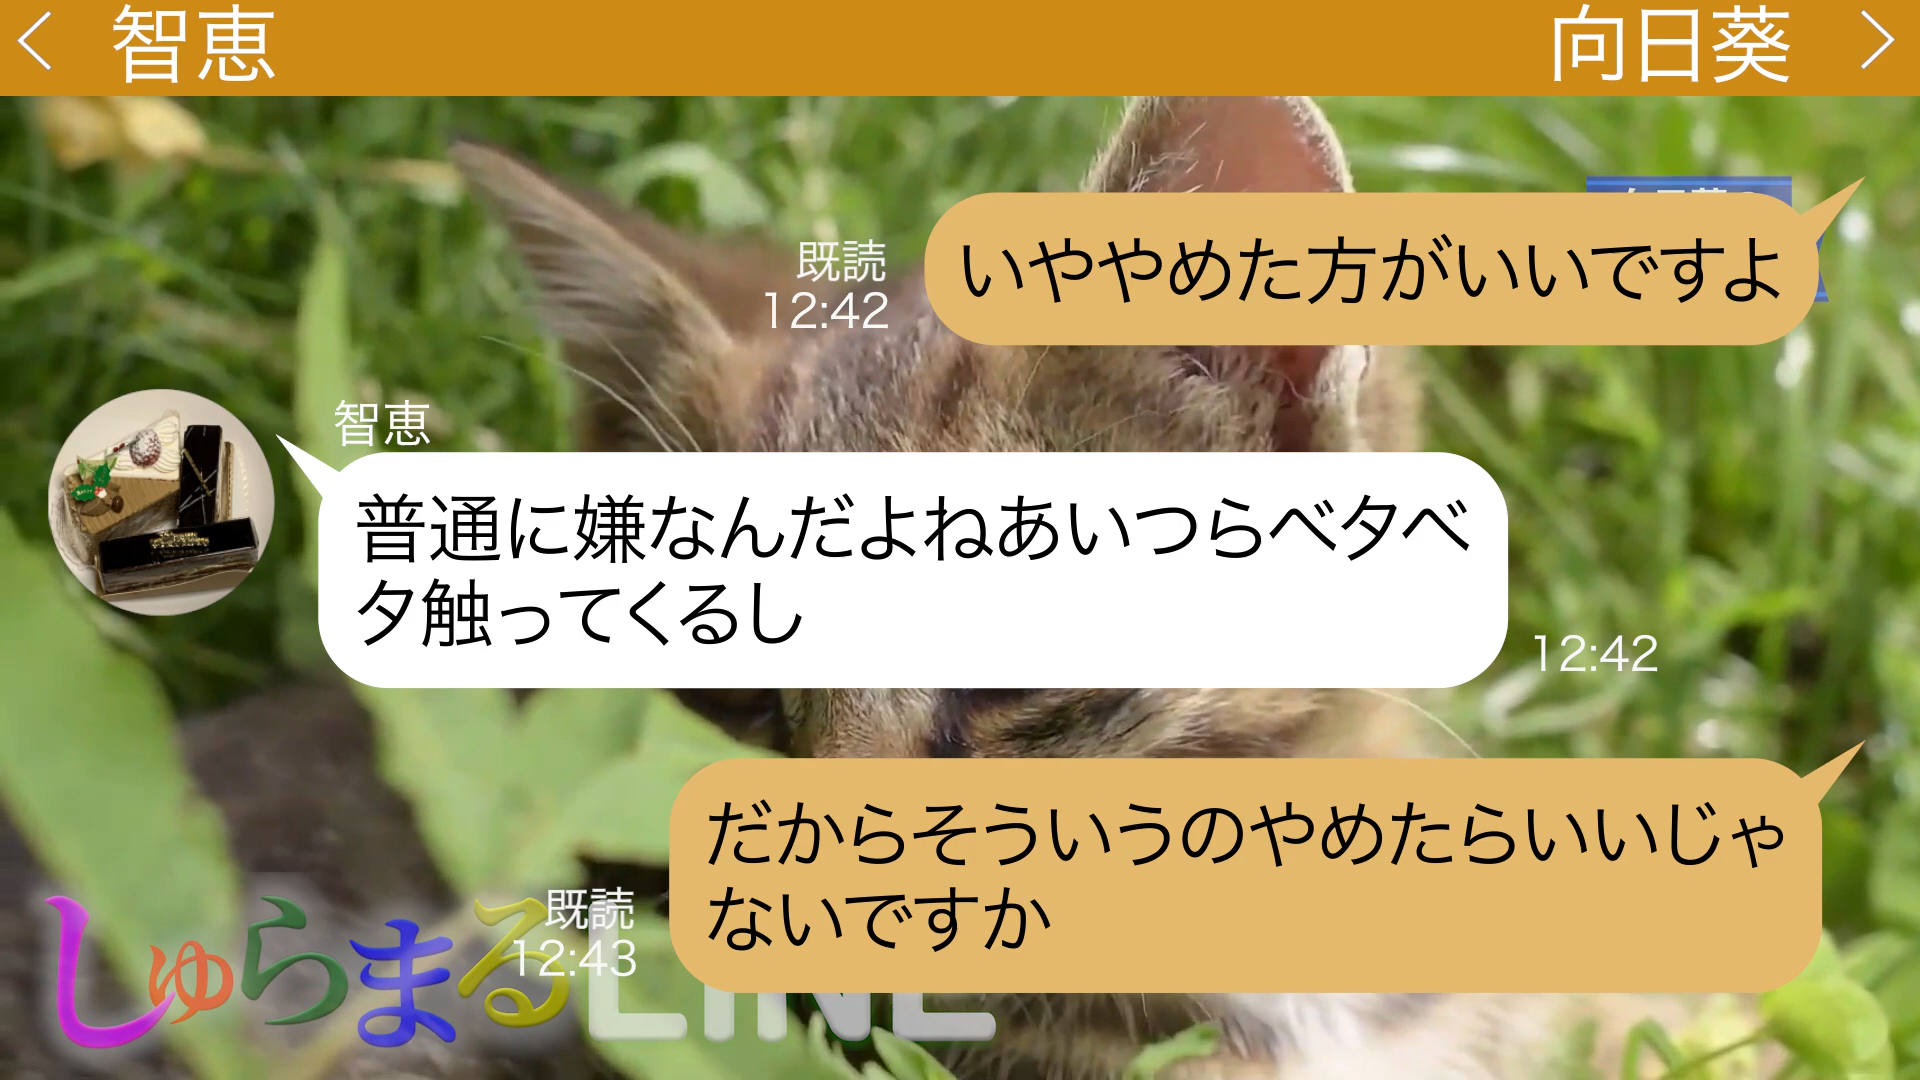 智恵
向日葵
いややめた方がいいですよ
既読
12:42
智恵
普通に嫌なんだよねあいつらベタベ
タ触ってくるし
12:42
だからそういうのやめたらいいじゃ
ないですか
既読
12:43
しゅらまるLINE